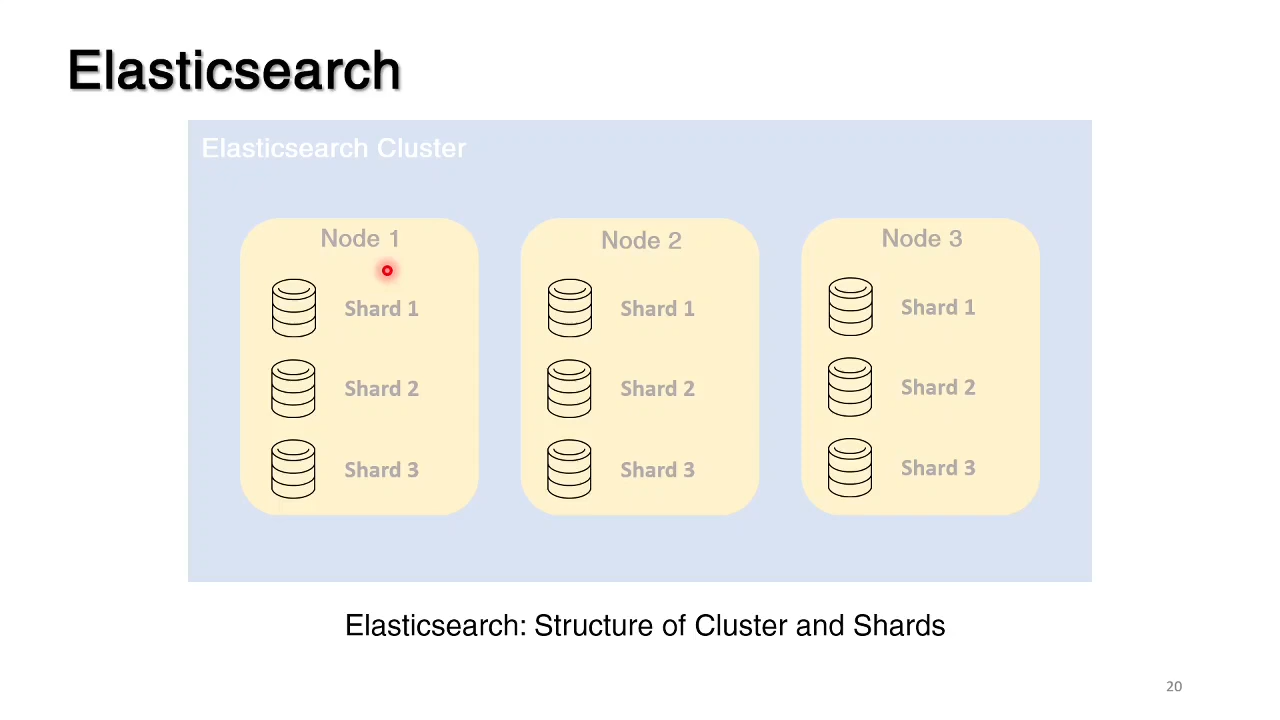 Elasticsearch
Elasticsearch Cluster
Node 1
Shard 1
Shard 2
Shard 3
Node 2
Shard 1
Shard 2
Shard 3
Node 3
Shard 1
Shard 2
Shard 3
Elasticsearch: Structure of Cluster and Shards
20